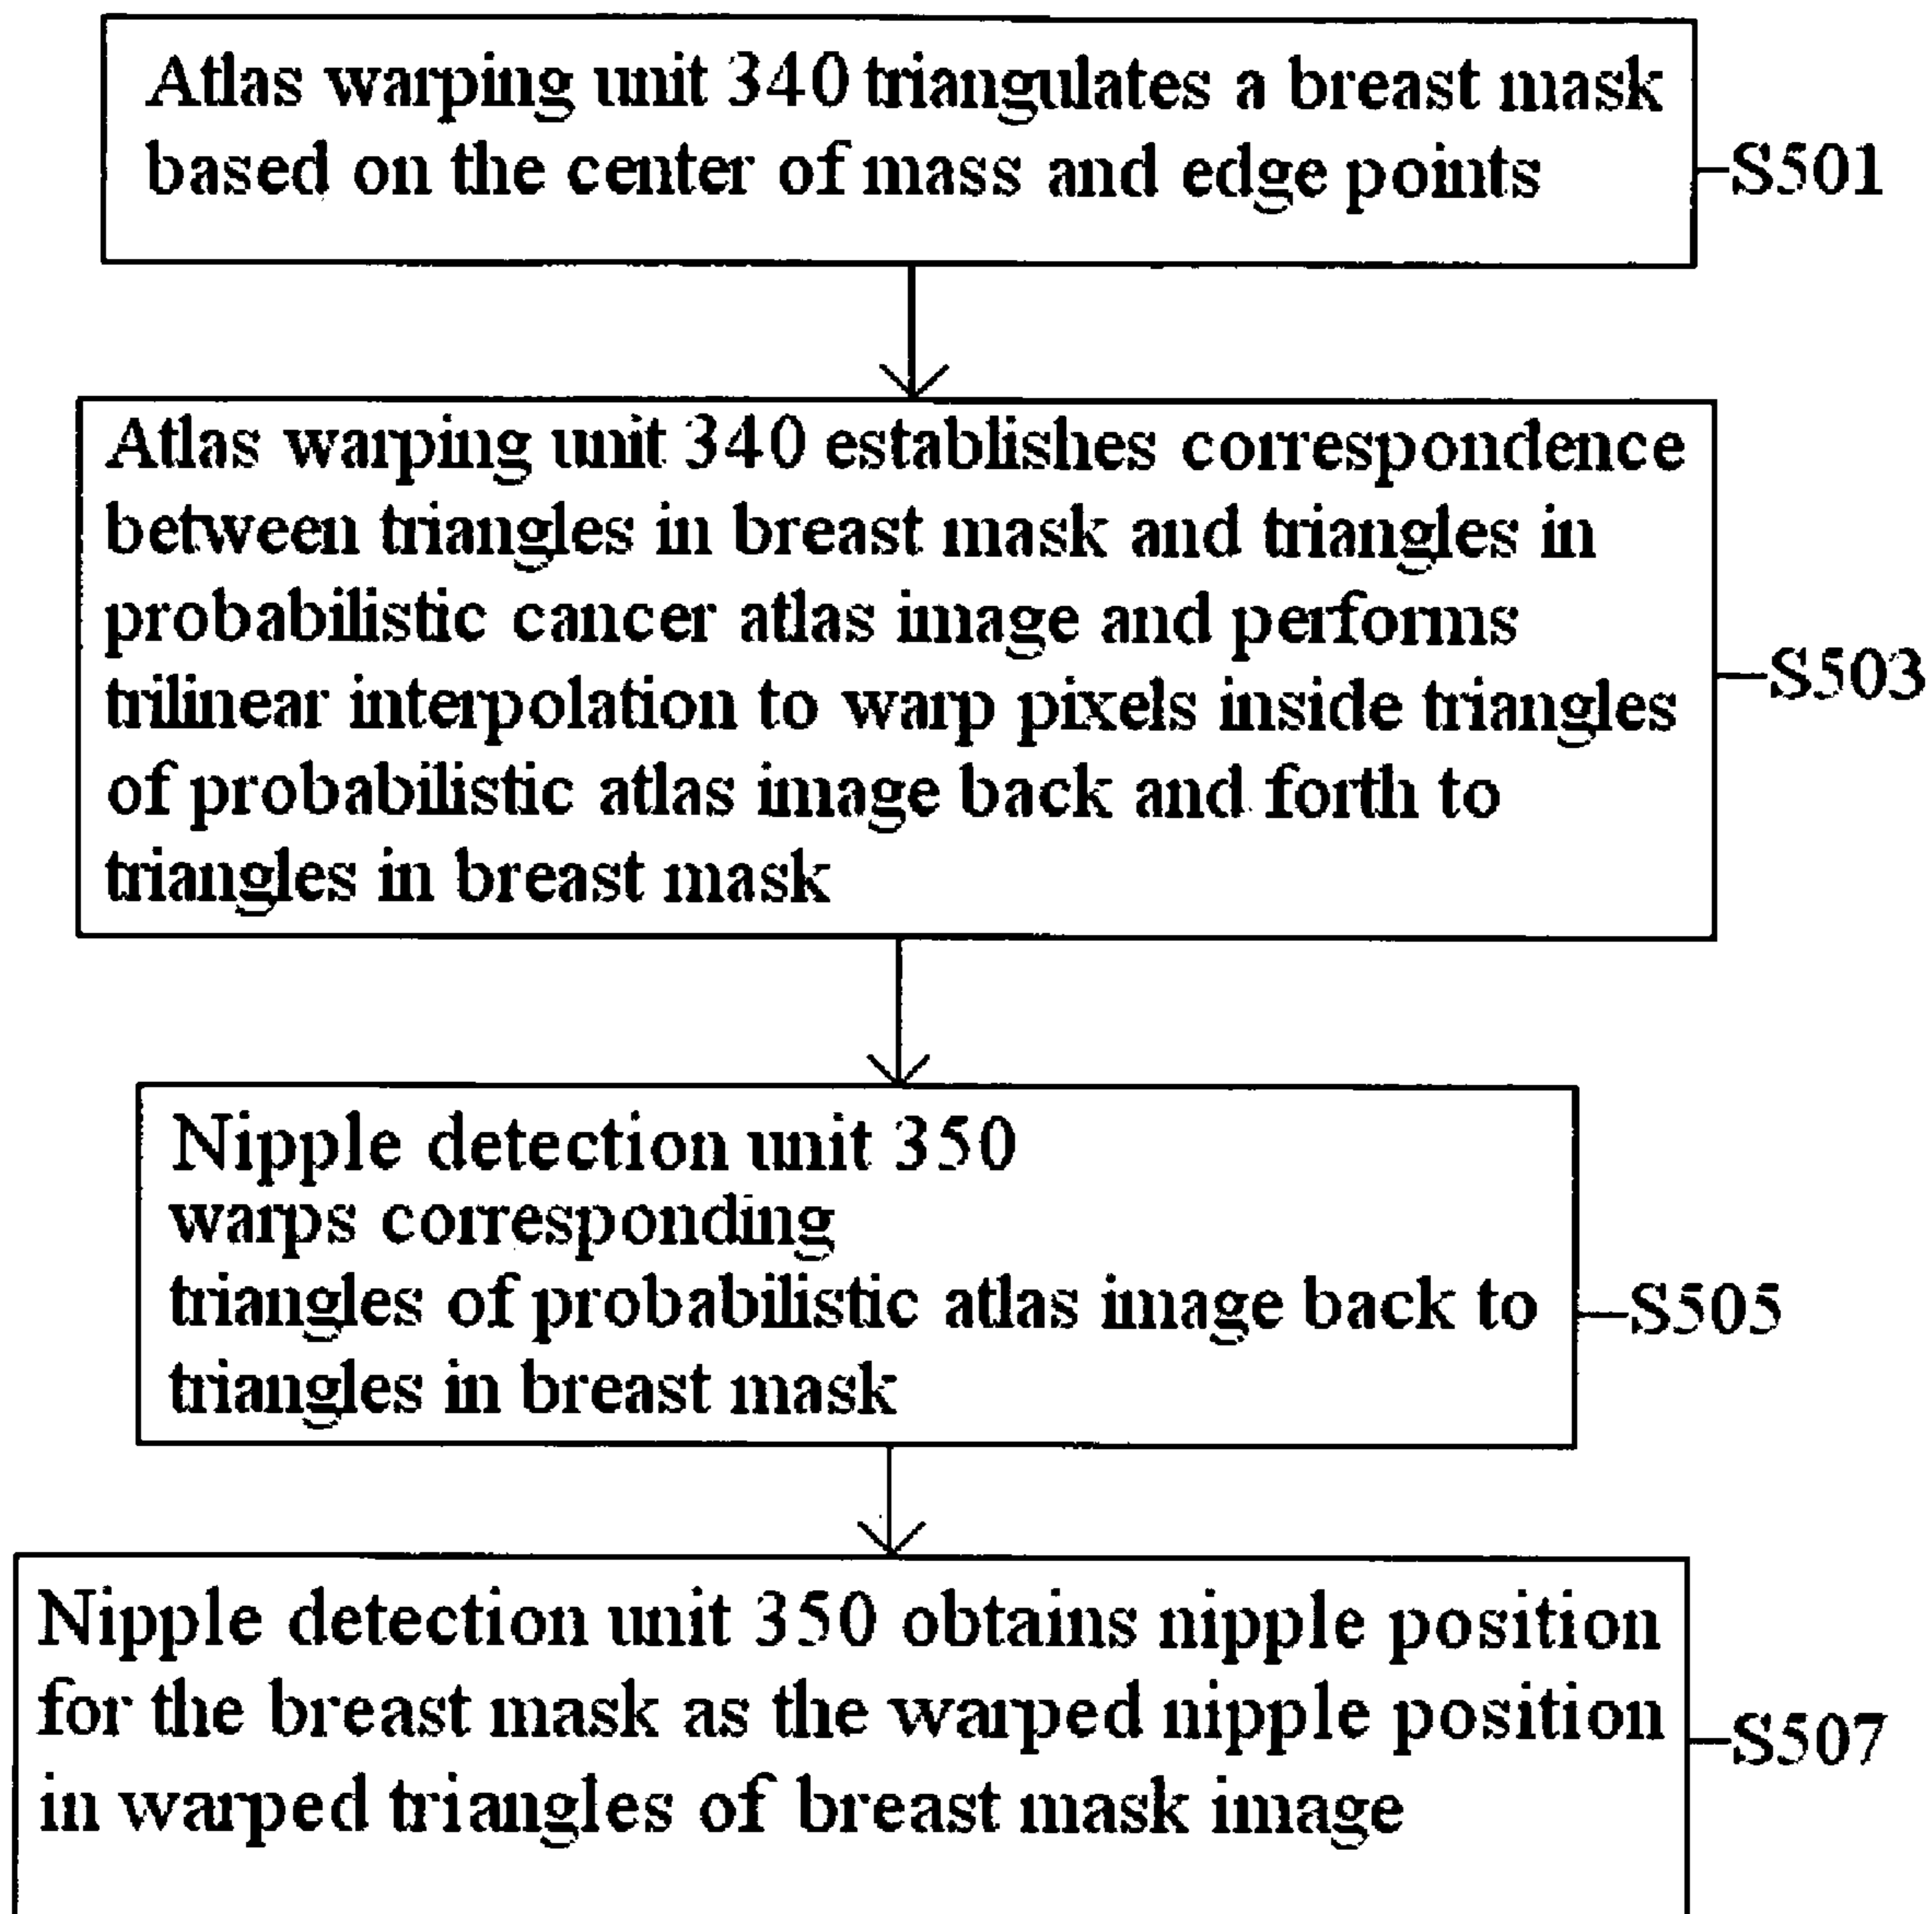 Atlas warping unit 340 triangulates a breast mask
based on the center of mass and edge points
S501
Atlas warping unit 340 establishes correspondence
between triangles in breast mask and triangles in
probabilistic cancer atlas image and performs
trilinear interpolation to warp pixels inside triangles
of probabilistic atlas image back and forth to
triangles in breast mask
S503
Nipple detection unit 350
warps corresponding
triangles of probabilistic atlas image back to
triangles in breast mask
S505
Nipple detection unit 350 obtains nipple position
for the breast mask as the warped nipple position
in warped triangles of breast mask image
S507